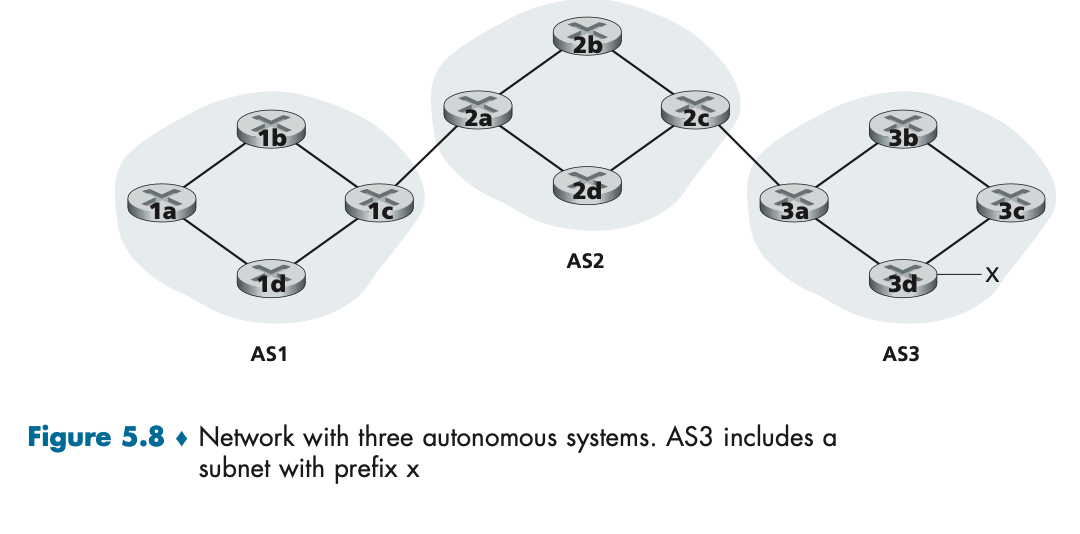 2b
2a
2c
1b
3b
2d
1a
1c
3a
3c
AS2
1d
3d
X
AS1
AS3
Figure 5.8 ♦ Network with three autonomous systems. AS3 includes a
subnet with prefix x